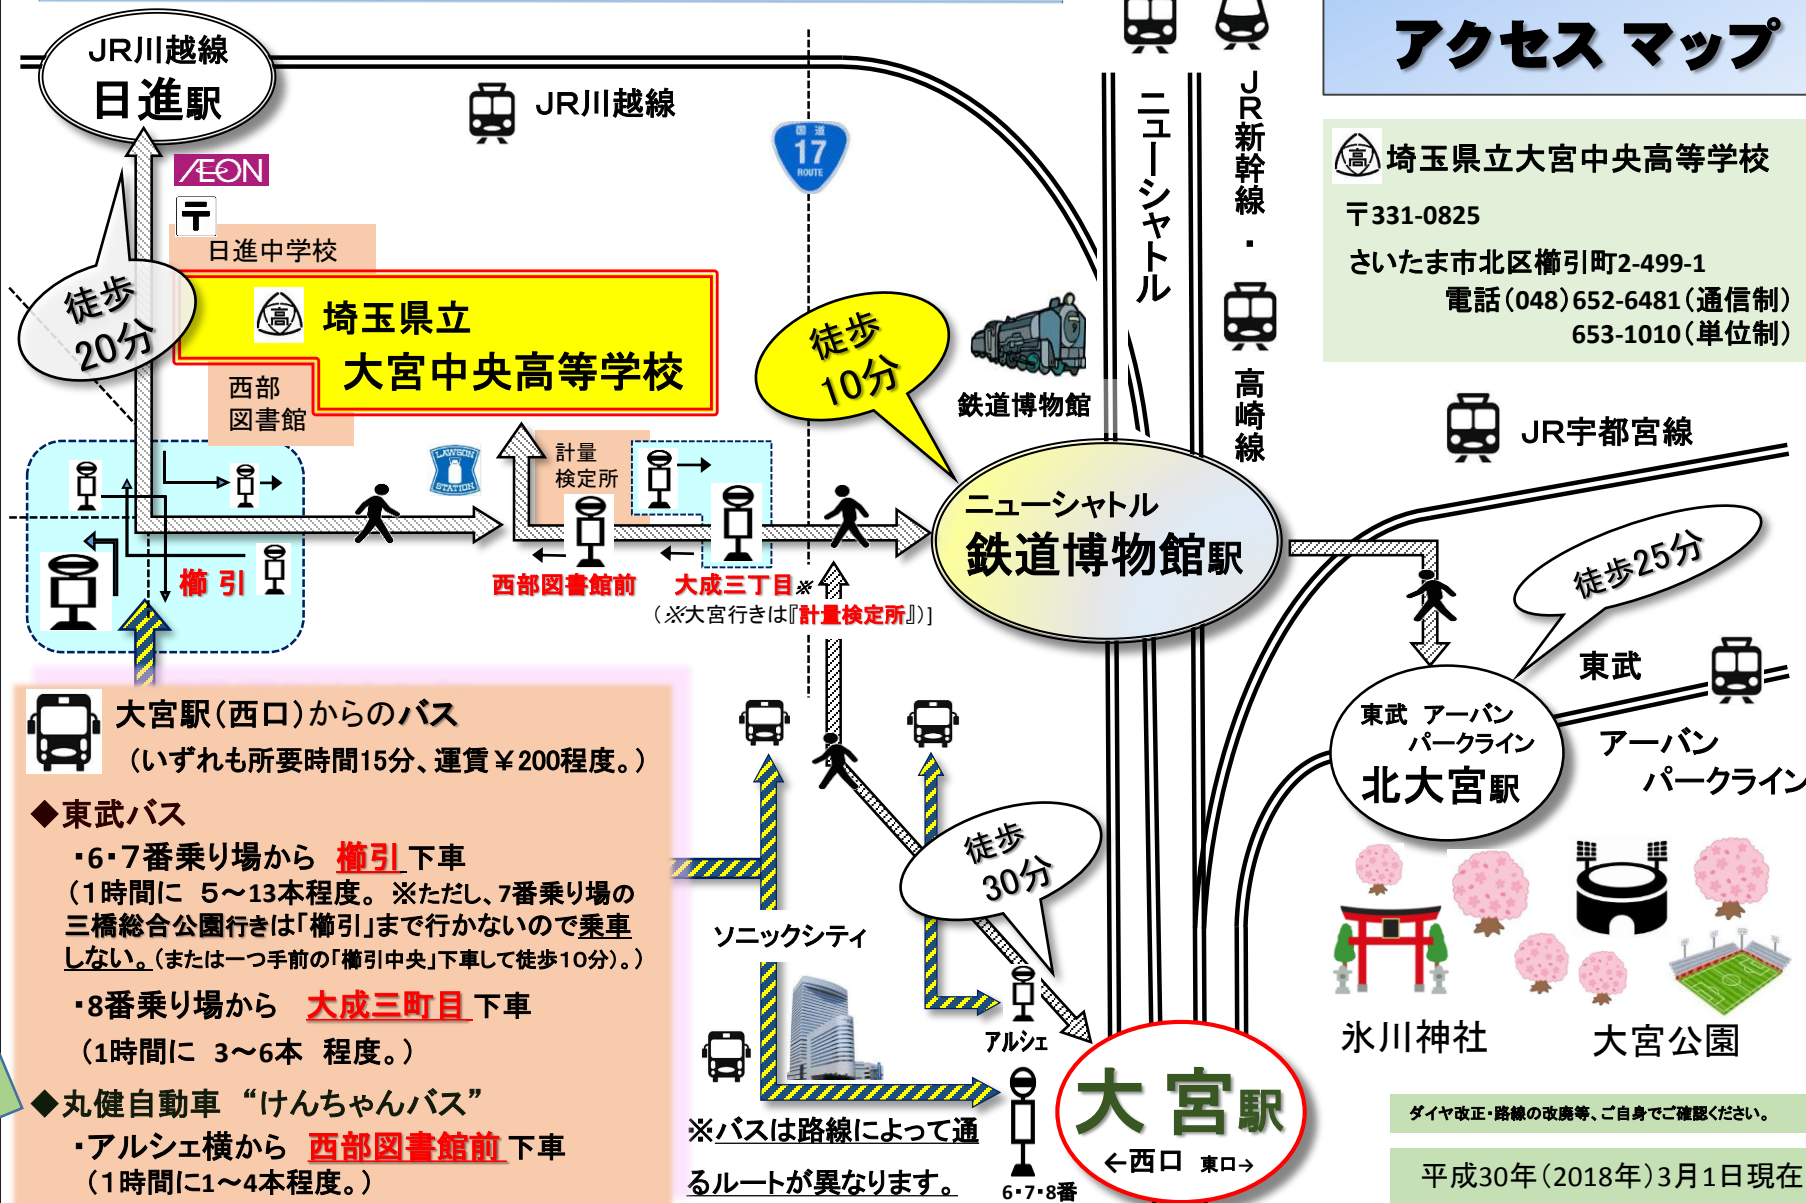 アクセス マップ
埼玉県立大宮中央高等学校
〒331-0825
さいたま市北区櫛引町2-499-1
電話(048)652-6481(通信制)
653-1010(単位制)
JR川越線
日進駅
JR川越線
国道
17
ROUTE
ニューシャトル
JR新幹線・高崎線
ÆON
〒
日進中学校
徒歩
20分
高
埼玉県立
大宮中央高等学校
西部
図書館
徒歩
10分
鉄道博物館
JR宇都宮線
LAWSON
STATION
計量
検定所
ニューシャトル
鉄道博物館駅
櫛引
西部図書館前
大成三丁目※
(※大宮行きは『計量検定所』)]
徒歩25分
東武
アーバン
パークライン
東武 アーバン
パークライン
北大宮駅
大宮駅(西口)からのバス
(いずれも所要時間15分、運賃¥200程度。)
◆東武バス
・6・7番乗り場から 櫛引 下車
(1時間に 5~13本程度。 ※ただし、7番乗り場の
三橋総合公園行きは「櫛引」まで行かないので乗車
しない。(または一つ手前の「櫛引中央」下車して徒歩10分)。)
・8番乗り場から 大成三町目 下車
(1時間に 3~6本 程度。)
◆丸健自動車 “けんちゃんバス”
・アルシェ横から 西部図書館前 下車
(1時間に1~4本程度。)
徒歩
30分
ソニックシティ
アルシェ
※バスは路線によって通
るルートが異なります。
6・7・8番
大宮駅
←西口 東口→
氷川神社
大宮公園
ダイヤ改正・路線の改廃等、ご自身でご確認ください。
平成30年(2018年)3月1日現在